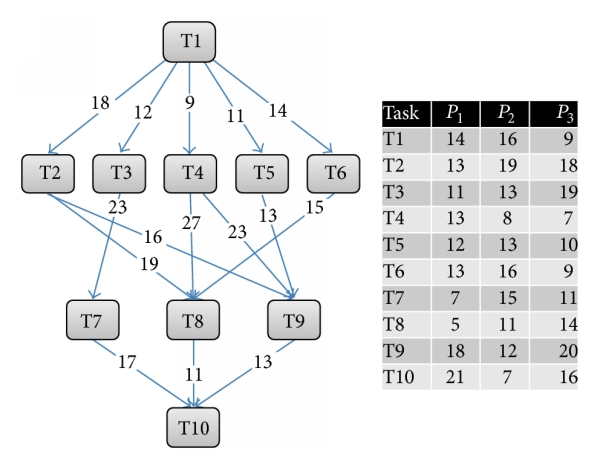 T1
18
12
9
11
14
T2
T3
T4
T5
T6
23
27
13
15
16
23
19
T7
T8
T9
17
11
13
T10
Task P1 P2 P3
T1 14 16 9
T2 13 19 18
T3 11 13 19
T4 13 8 7
T5 12 13 10
T6 13 16 9
T7 7 15 11
T8 5 11 14
T9 18 12 20
T10 21 7 16